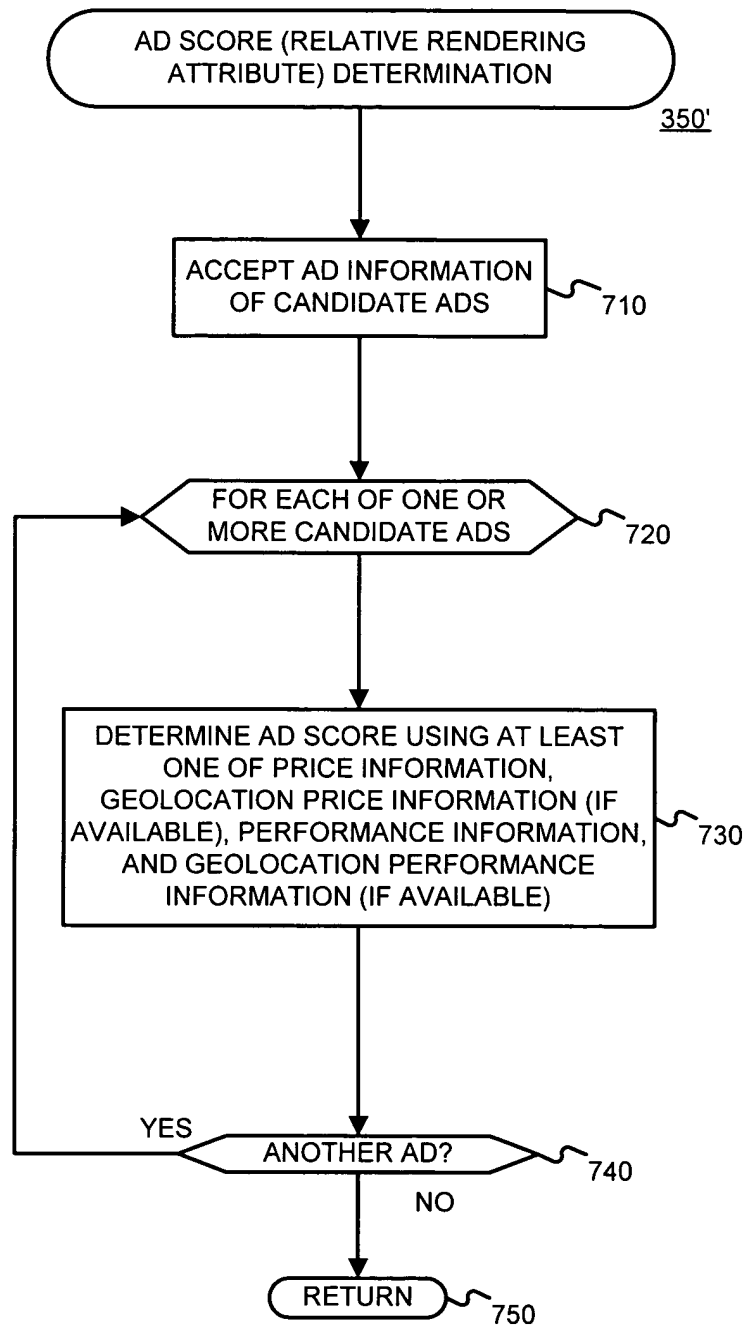 AD SCORE (RELATIVE RENDERING
ATTRIBUTE) DETERMINATION
350'
ACCEPT AD INFORMATION
OF CANDIDATE ADS
710
FOR EACH OF ONE OR
MORE CANDIDATE ADS
720
DETERMINE AD SCORE USING AT LEAST
ONE OF PRICE INFORMATION,
GEOLOCATION PRICE INFORMATION (IF
AVAILABLE), PERFORMANCE INFORMATION,
AND GEOLOCATION PERFORMANCE
INFORMATION (IF AVAILABLE)
730
YES
ANOTHER AD?
740
NO
RETURN
750